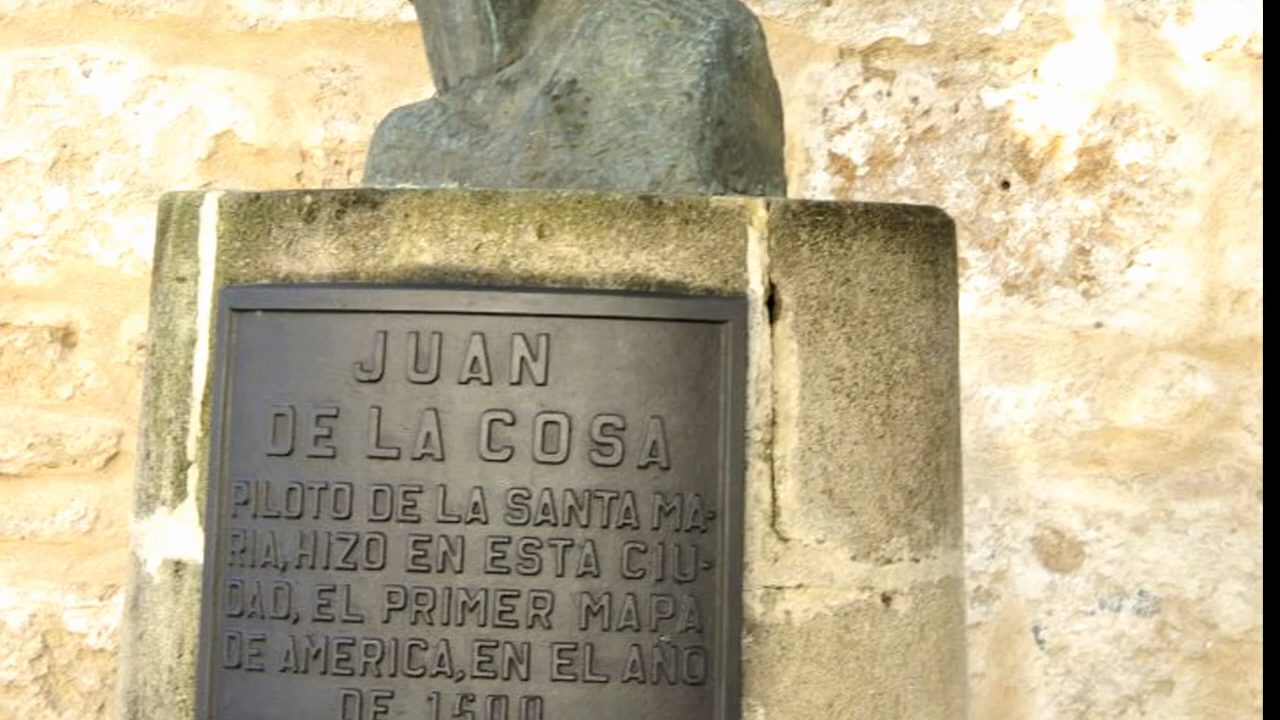 JUAN
DE LA COSA
PILOTO DE LA SANTA MA-
RIA, HIZO EN ESTA CIU-
DAD, EL PRIMER MAPA
DE AMERICA, EN EL AÑO
DE 1500